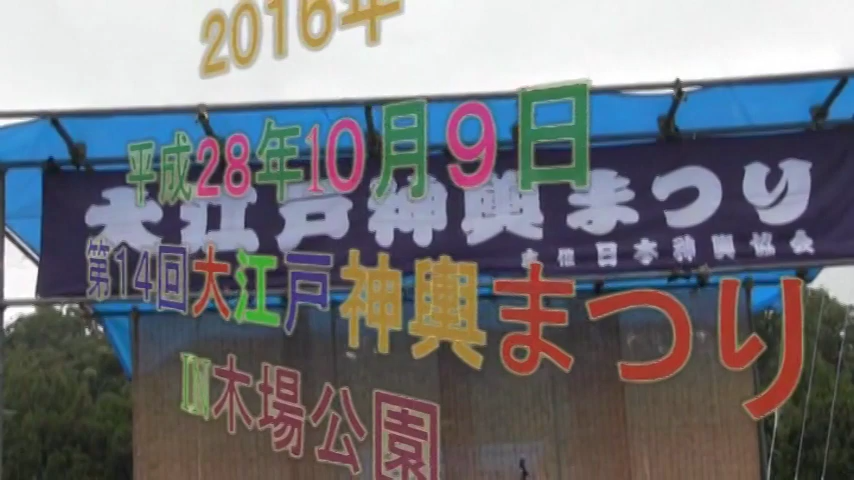 2016年
平成28年10月9日
大江戸神輿まつり
主催 日本神輿協会
第14回大江戸神輿まつり
IN木場公園